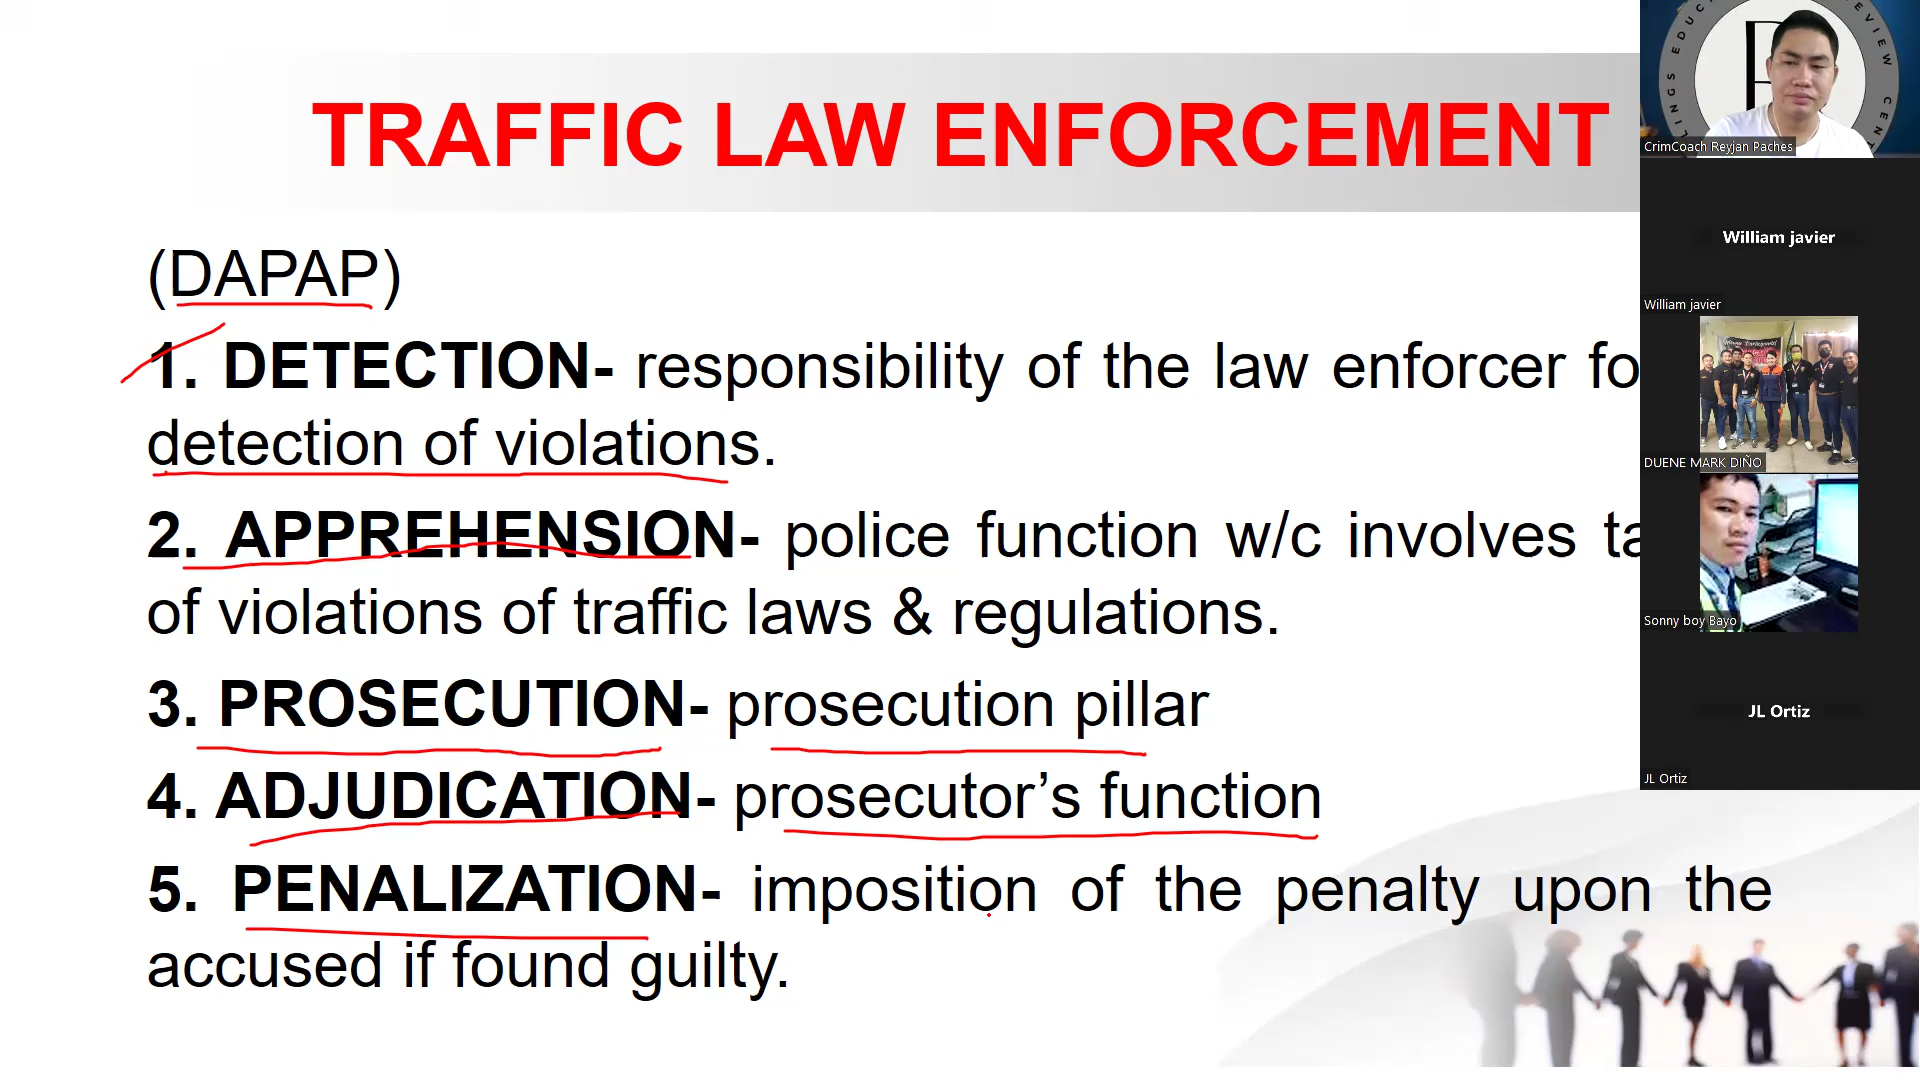 TRAFFIC LAW ENFORCEMENT
(DAPAP)
1. DETECTION- responsibility of the law enforcer
detection of violations.
2. APPREHENSION- police function w/c involves
of violations of traffic laws & regulations.
3. PROSECUTION- prosecution pillar
4. ADJUDICATION- prosecutor's function
5. PENALIZATION- imposition of the penalty upon the
accused if found guilty.
CrimCoach Reyjan Paches
William javier
William javier
DUENE MARK DIÑO
Sonny boy Bayo
JL Ortiz
JL Ortiz